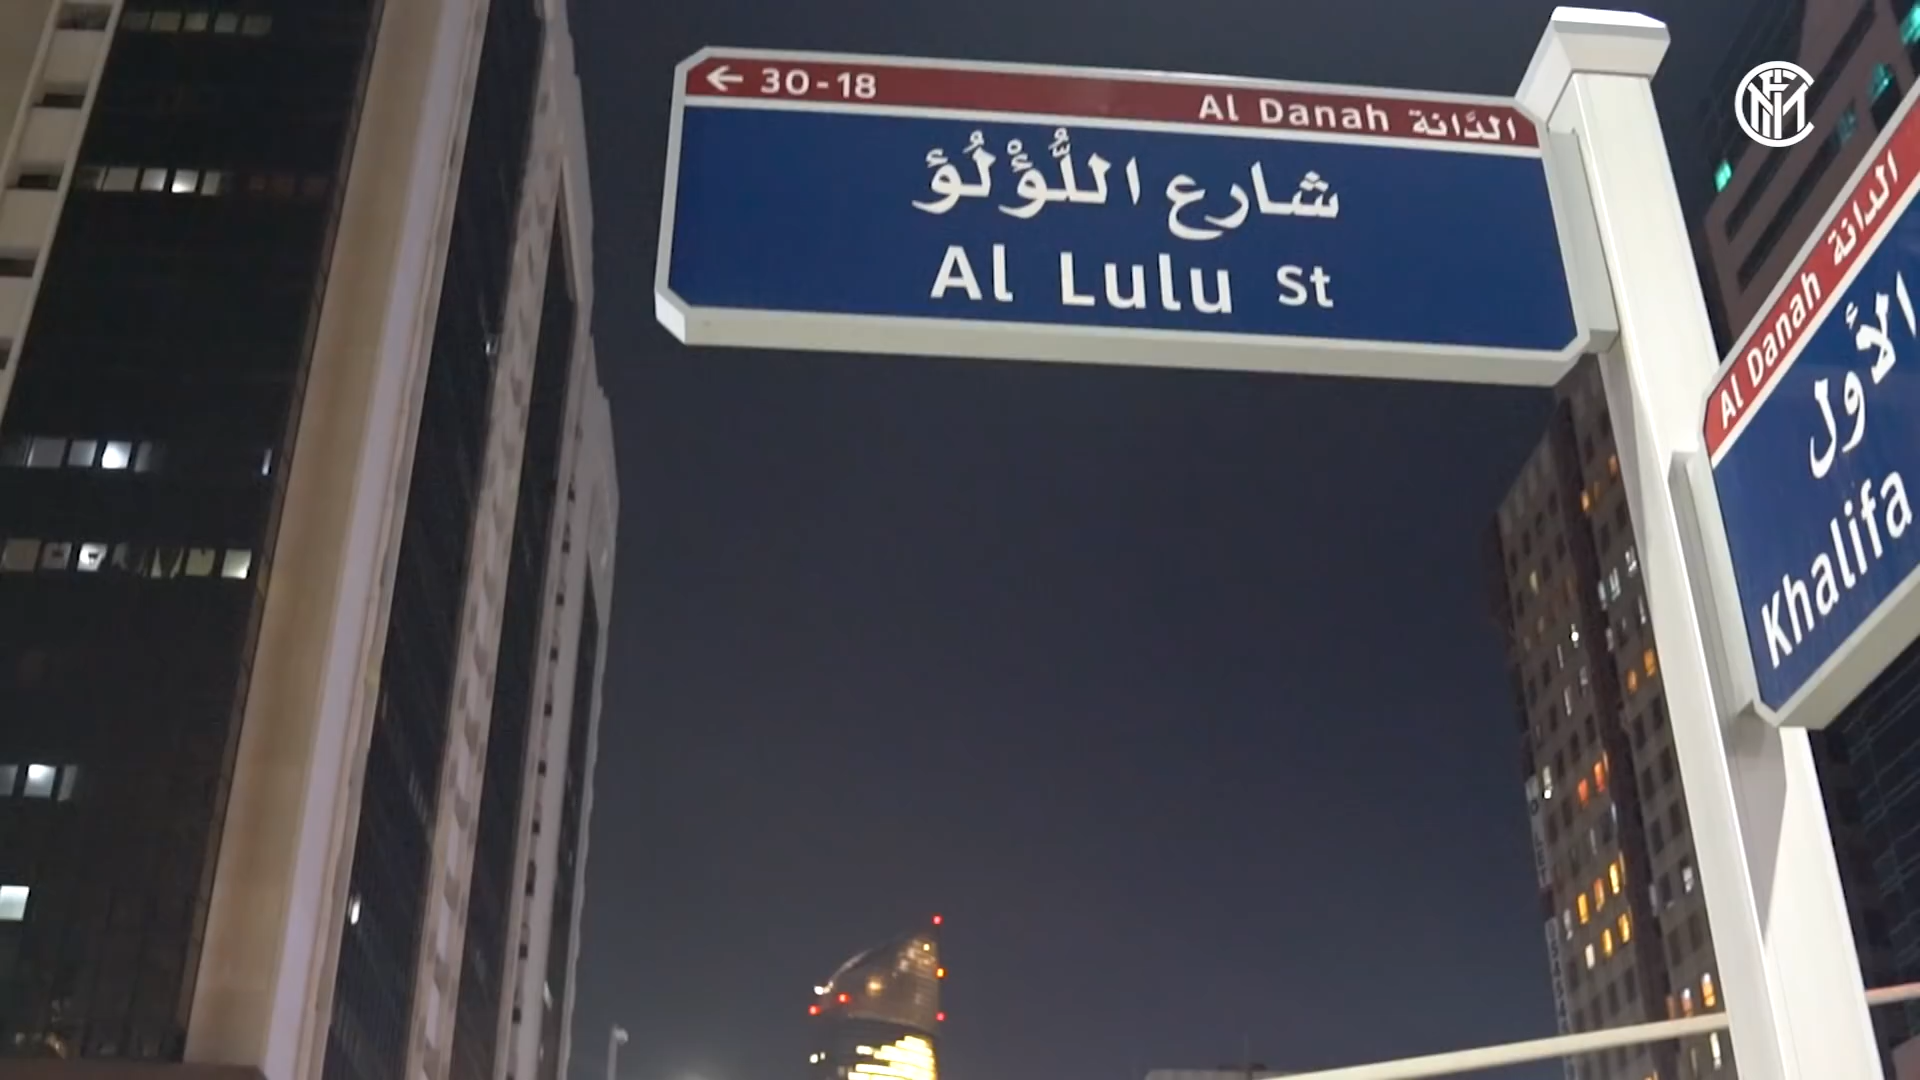 ← 30-18
Al Danah الدَّانة
شارع اللُّؤْلُؤ
Al Lulu St
Al Danah الدانة
الأول
Khalifa